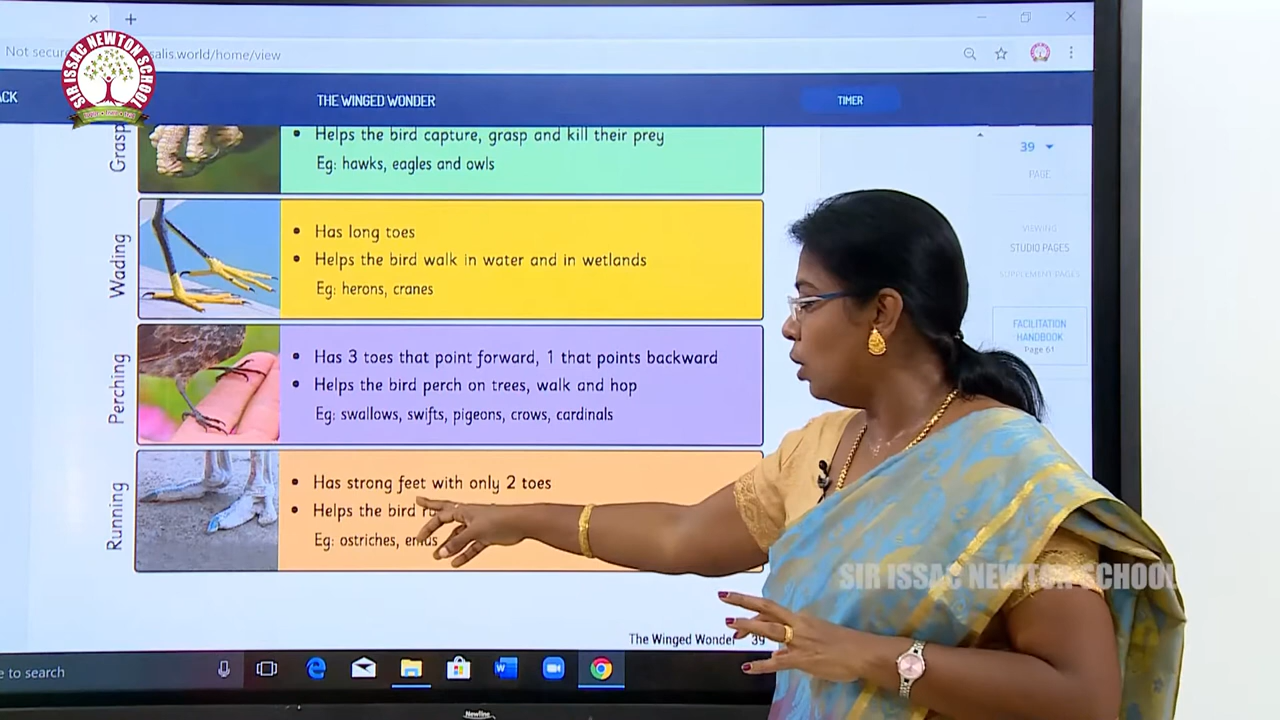 Not secure
salis.world/home/view
SIR ISSAC NEWTON SCHOOL
ACK
THE WINGED WONDER
TIMER
Grasp
• Helps the bird capture, grasp and kill their prey
Eg: hawks, eagles and owls
39
PAGE
VIEWING
STUDIO PAGES
SUPPLEMENT PAGES
FACILITATION
HANDBOOK
Page 61
Wading
• Has long toes
• Helps the bird walk in water and in wetlands
Eg: herons, cranes
Perching
• Has 3 toes that point forward, 1 that points backward
• Helps the bird perch on trees, walk and hop
Eg: swallows, swifts, pigeons, crows, cardinals
Running
• Has strong feet with only 2 toes
• Helps the bird
Eg: ostriches, emus
SIR ISSAC NEWTON SCHOOL
The Winged Wonder 39
e to search
Newline